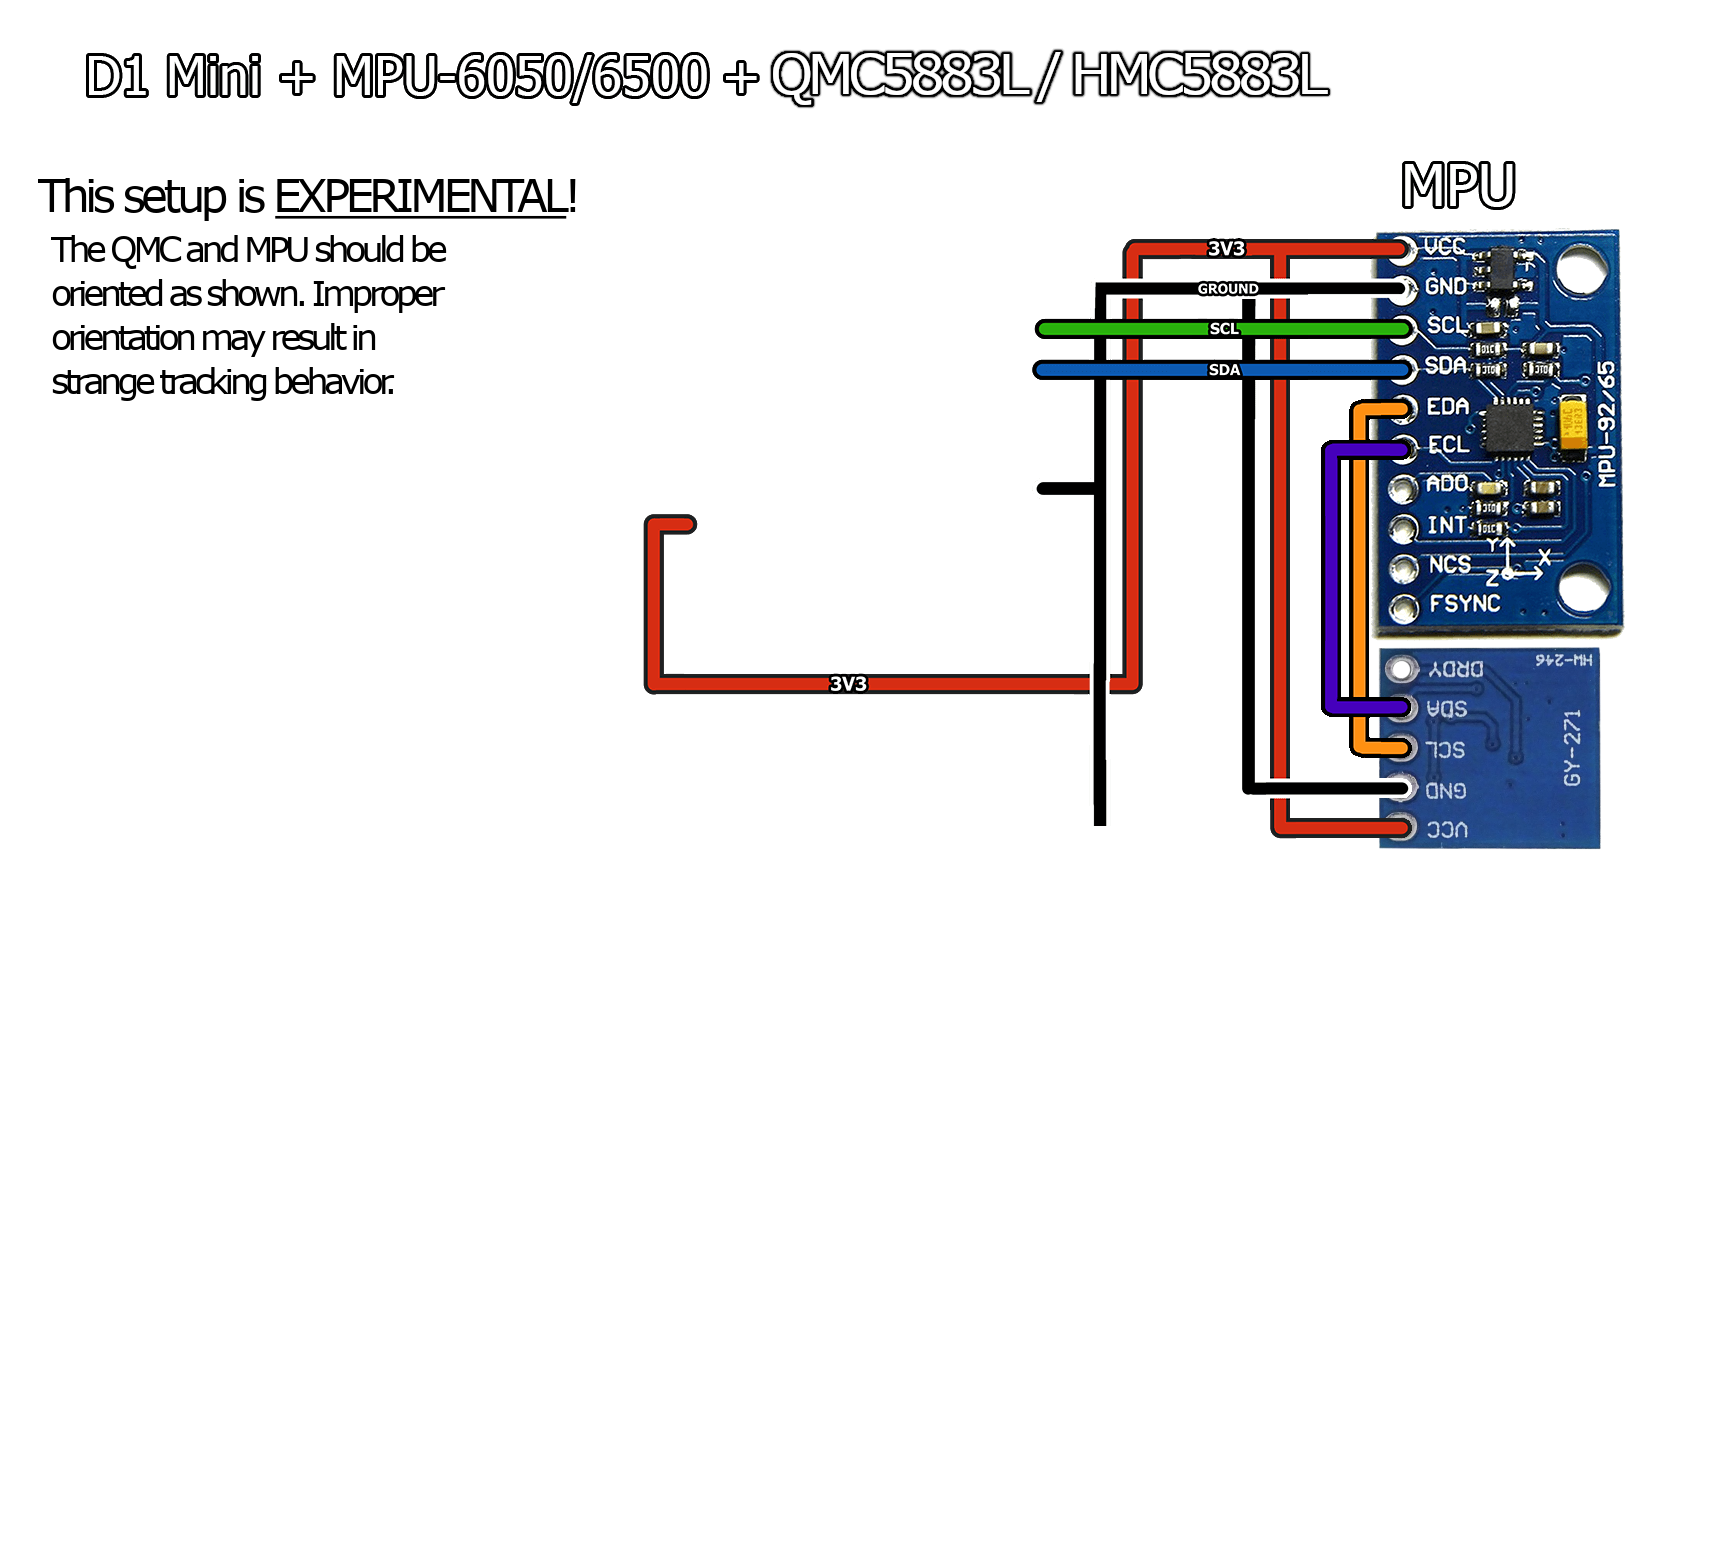 D1 Mini + MPU-6050/6500 + QMC5883L / HMC5883L
This setup is EXPERIMENTAL!
The QMC and MPU should be
oriented as shown. Improper
orientation may result in
strange tracking behavior.
MPU
3V3
GROUND
SCL
SDA
3V3
VCC
GND
SCL
SDA
EDA
ECL
ADO
INT
NCS
FSYNC
Y
X
Z
MPU-92/65
DRDY
SDA
SCL
GND
VCC
HW-246
GY-271